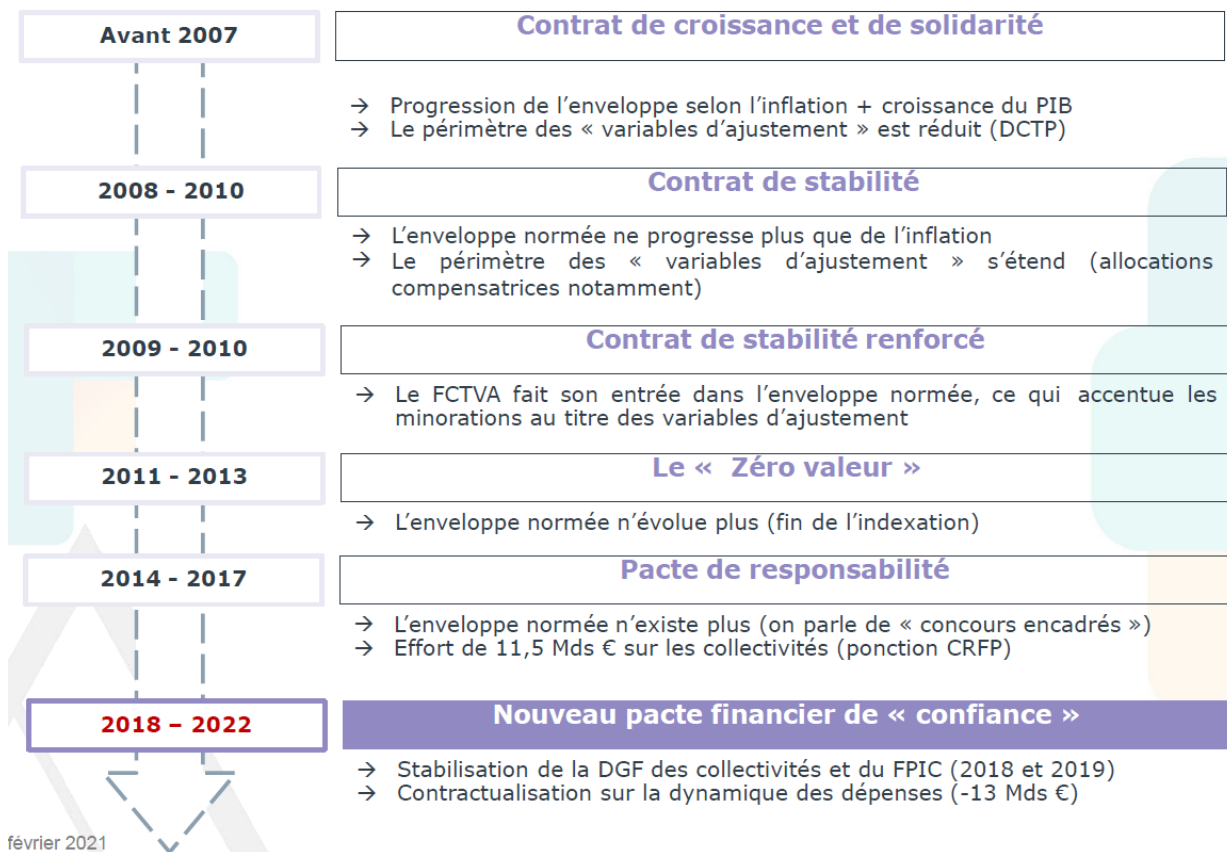 Avant 2007
Contrat de croissance et de solidarité
→ Progression de l’enveloppe selon l’inflation + croissance du PIB
→ Le périmètre des « variables d’ajustement » est réduit (DCTP)
2008 - 2010
Contrat de stabilité
→ L’enveloppe normée ne progresse plus que de l’inflation
→ Le périmètre des « variables d’ajustement » s’étend (allocations
compensatrices notamment)
2009 - 2010
Contrat de stabilité renforcé
→ Le FCTVA fait son entrée dans l’enveloppe normée, ce qui accentue les
minorations au titre des variables d’ajustement
2011 - 2013
Le « Zéro valeur »
→ L’enveloppe normée n’évolue plus (fin de l’indexation)
2014 - 2017
Pacte de responsabilité
→ L’enveloppe normée n’existe plus (on parle de « concours encadrés »)
→ Effort de 11,5 Mds € sur les collectivités (ponction CRFP)
2018 – 2022
Nouveau pacte financier de « confiance »
→ Stabilisation de la DGF des collectivités et du FPIC (2018 et 2019)
→ Contractualisation sur la dynamique des dépenses (-13 Mds €)
février 2021